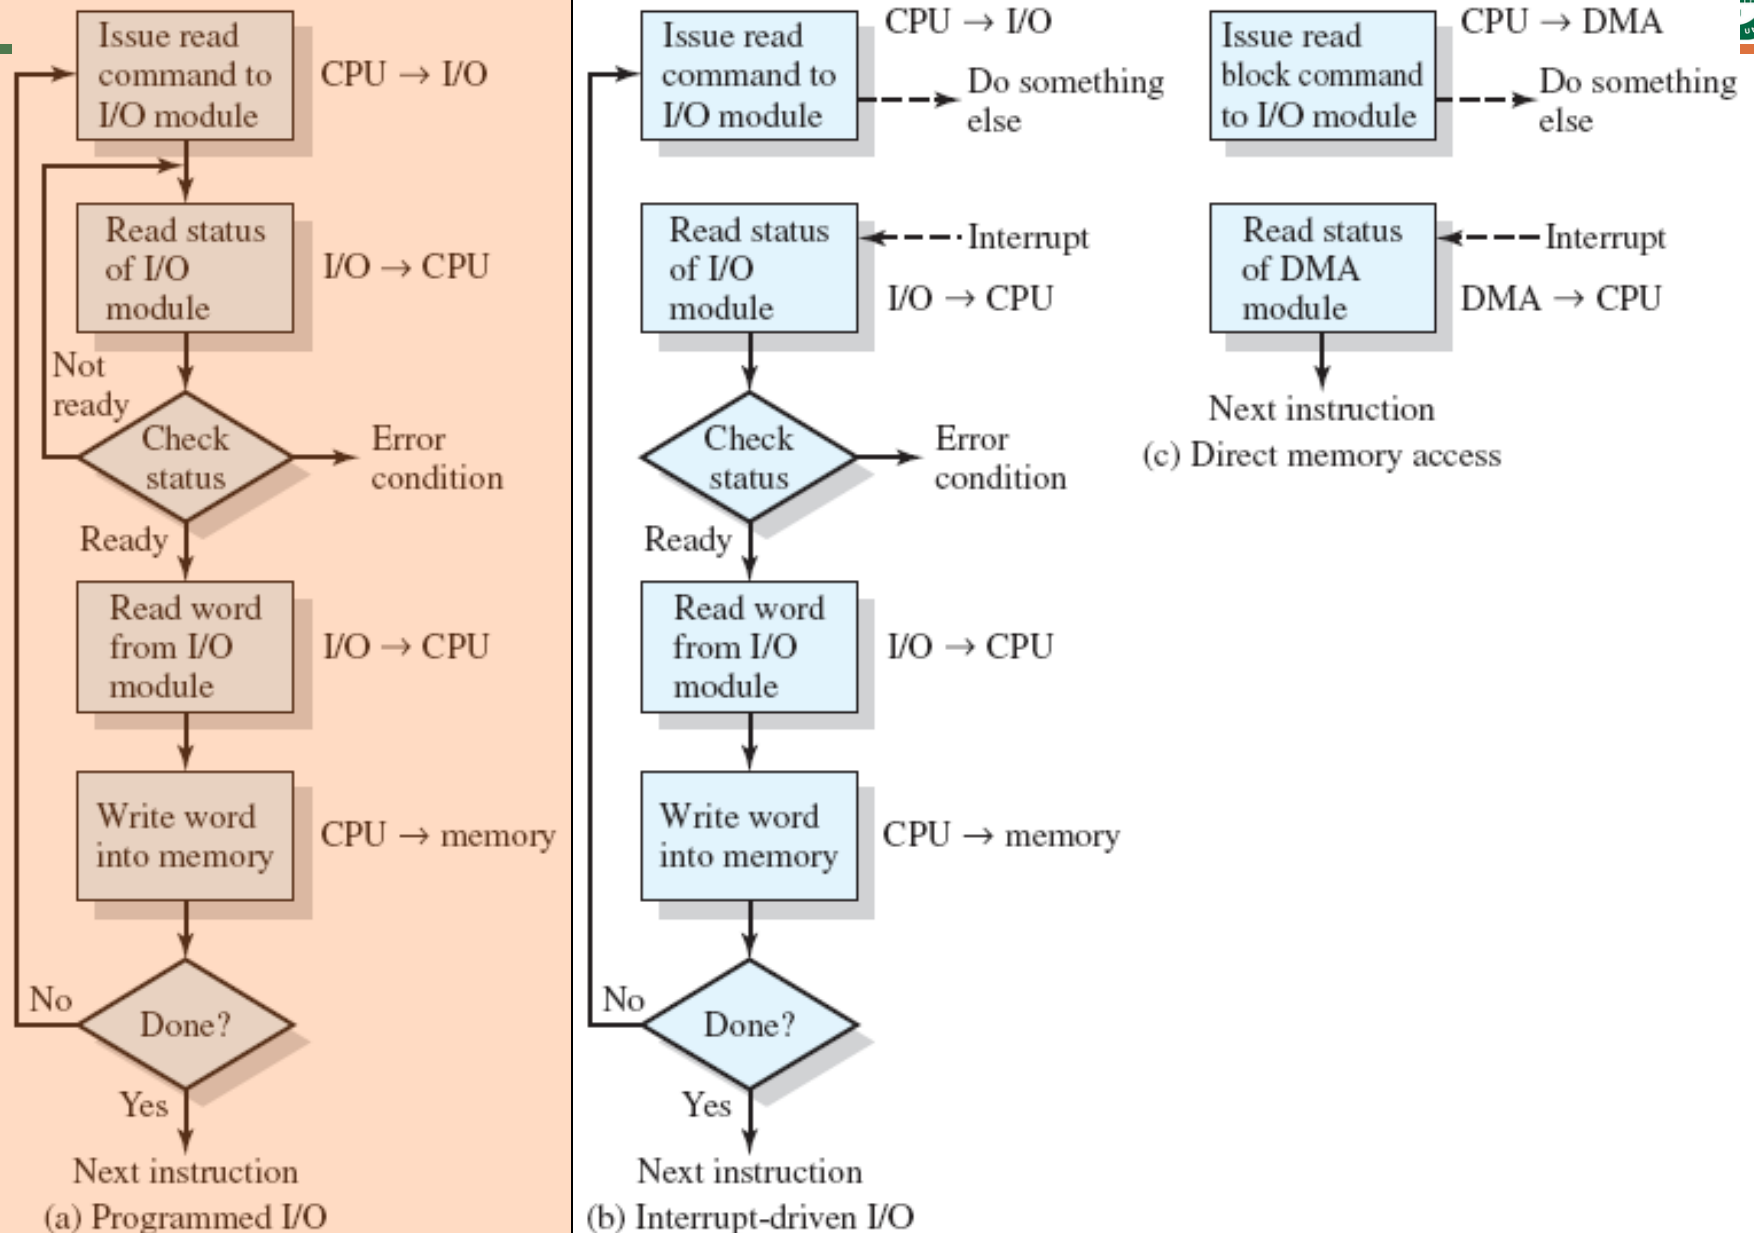 Issue read
command to
I/O module
CPU → I/O
Read status
of I/O
module
I/O → CPU
Not
ready
Check
status
Error
condition
Ready
Read word
from I/O
module
I/O → CPU
Write word
into memory
CPU → memory
No
Done?
Yes
Next instruction
(a) Programmed I/O
Issue read
command to
I/O module
CPU → I/O
Do something
else
Read status
of I/O
module
Interrupt
I/O → CPU
Check
status
Error
condition
Ready
Read word
from I/O
module
I/O → CPU
Write word
into memory
CPU → memory
No
Done?
Yes
Next instruction
(b) Interrupt-driven I/O
Issue read
block command
to I/O module
CPU → DMA
Do something
else
Read status
of DMA
module
Interrupt
DMA → CPU
Next instruction
(c) Direct memory access